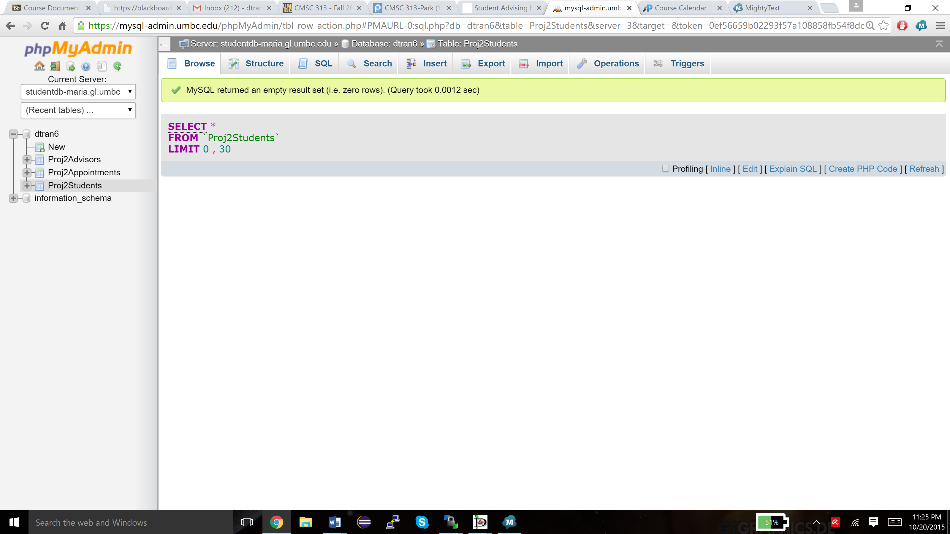 Course Documen
https://blackboard
Inbox (212) - dtran
CMSC 313 - Fall 2
CMSC 313-Park (1
Student Advising
mysql-admin.umb
Course Calendar
MightyText
https://mysql-admin.umbc.edu/phpMyAdmin/tbl_row_action.php#PMAURL-0:sql.php?db=dtran6&table=Proj2Students&server=3&target=&token=0ef56659b02293f57a108858fb54f8dc
phpMyAdmin
Current Server:
studentdb-maria.gl.umbc
(Recent tables) ...
dtran6
New
Proj2Advisors
Proj2Appointments
Proj2Students
information_schema
Server: studentdb-maria.gl.umbc.edu » Database: dtran6 » Table: Proj2Students
Browse Structure SQL Search Insert Export Import Operations Triggers
MySQL returned an empty result set (i.e. zero rows). (Query took 0.0012 sec)
SELECT *
FROM `Proj2Students`
LIMIT 0 , 30
Profiling [ Inline ] [ Edit ] [ Explain SQL ] [ Create PHP Code ] [ Refresh ]
Search the web and Windows
51%
11:25 PM
10/20/2015